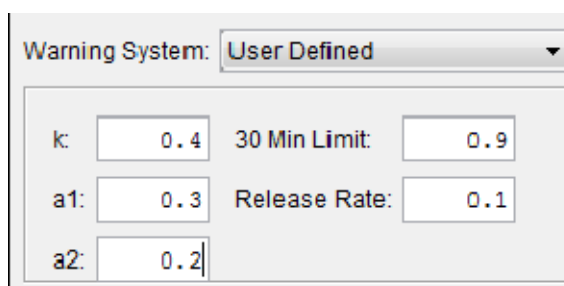 Warning System: User Defined
k: 0.4 30 Min Limit: 0.9
a1: 0.3 Release Rate: 0.1
a2: 0.2